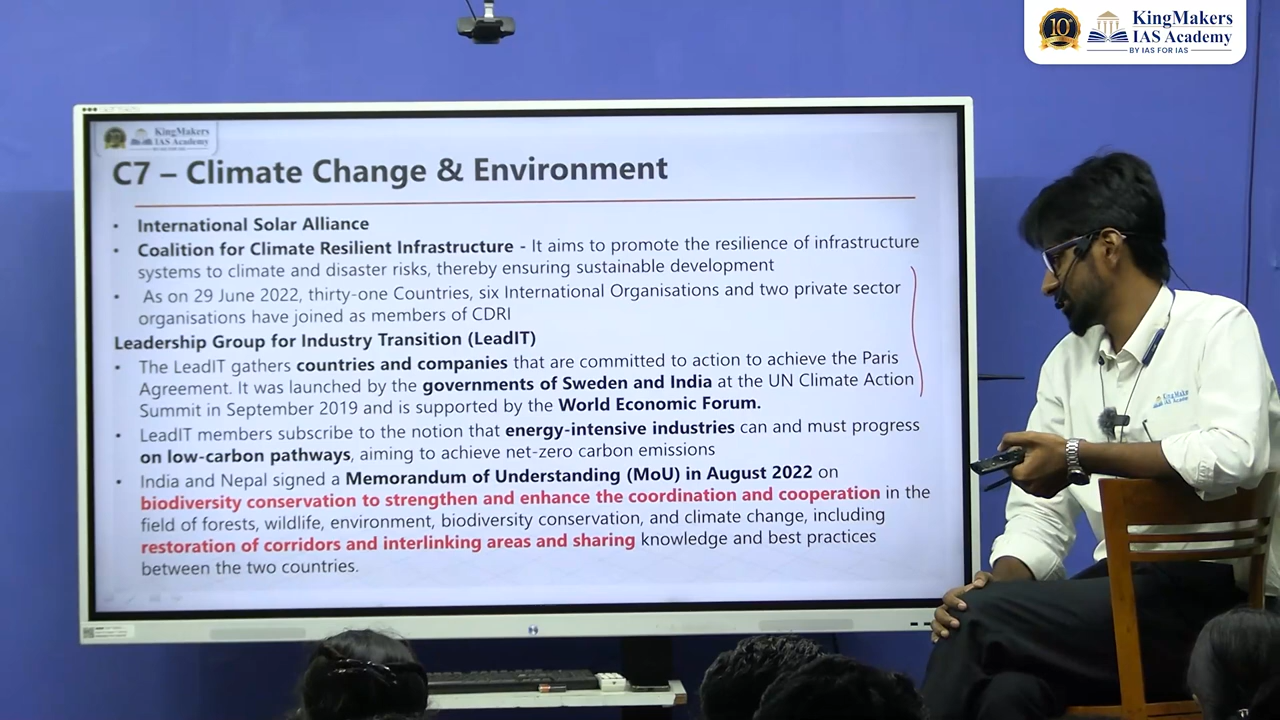 10
KingMakers
IAS Academy
BY IAS FOR IAS
KingMakers
IAS Academy
BY IAS FOR IAS
C7 – Climate Change & Environment
• International Solar Alliance
• Coalition for Climate Resilient Infrastructure - It aims to promote the resilience of infrastructure
systems to climate and disaster risks, thereby ensuring sustainable development
• As on 29 June 2022, thirty-one Countries, six International Organisations and two private sector
organisations have joined as members of CDRI
Leadership Group for Industry Transition (LeadIT)
• The LeadIT gathers countries and companies that are committed to action to achieve the Paris
Agreement. It was launched by the governments of Sweden and India at the UN Climate Action
Summit in September 2019 and is supported by the World Economic Forum.
• LeadIT members subscribe to the notion that energy-intensive industries can and must progress
on low-carbon pathways, aiming to achieve net-zero carbon emissions
• India and Nepal signed a Memorandum of Understanding (MoU) in August 2022 on
biodiversity conservation to strengthen and enhance the coordination and cooperation in the
field of forests, wildlife, environment, biodiversity conservation, and climate change, including
restoration of corridors and interlinking areas and sharing knowledge and best practices
between the two countries.